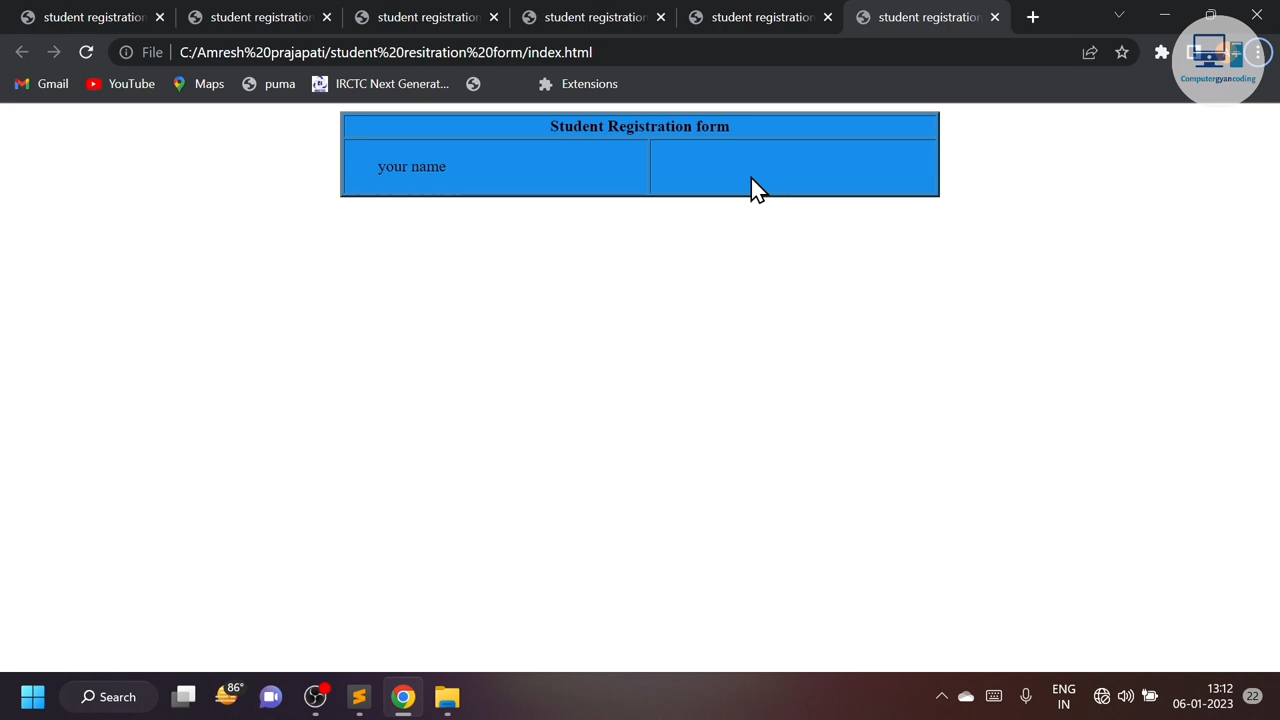 student registration
student registration
student registration
student registration
student registration
student registration
File
C:/Amresh%20prajapati/student%20resitration%20form/index.html
Computergyancoding
Gmail
YouTube
Maps
puma
IRCTC Next Generat...
Extensions
Student Registration form
your name
86°
Search
ENG
IN
13:12
06-01-2023
22